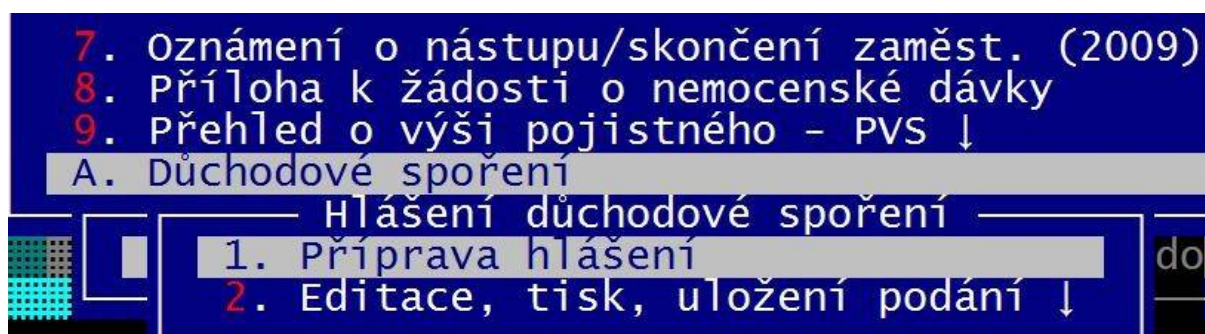 7. Oznámení o nástupu/skončení zaměst. (2009)
8. Příloha k žádosti o nemocenské dávky
9. Přehled o výši pojistného - PVS ↓
A. Důchodové spoření
Hlášení důchodové spoření
1. Příprava hlášení
do
2. Editace, tisk, uložení podání ↓